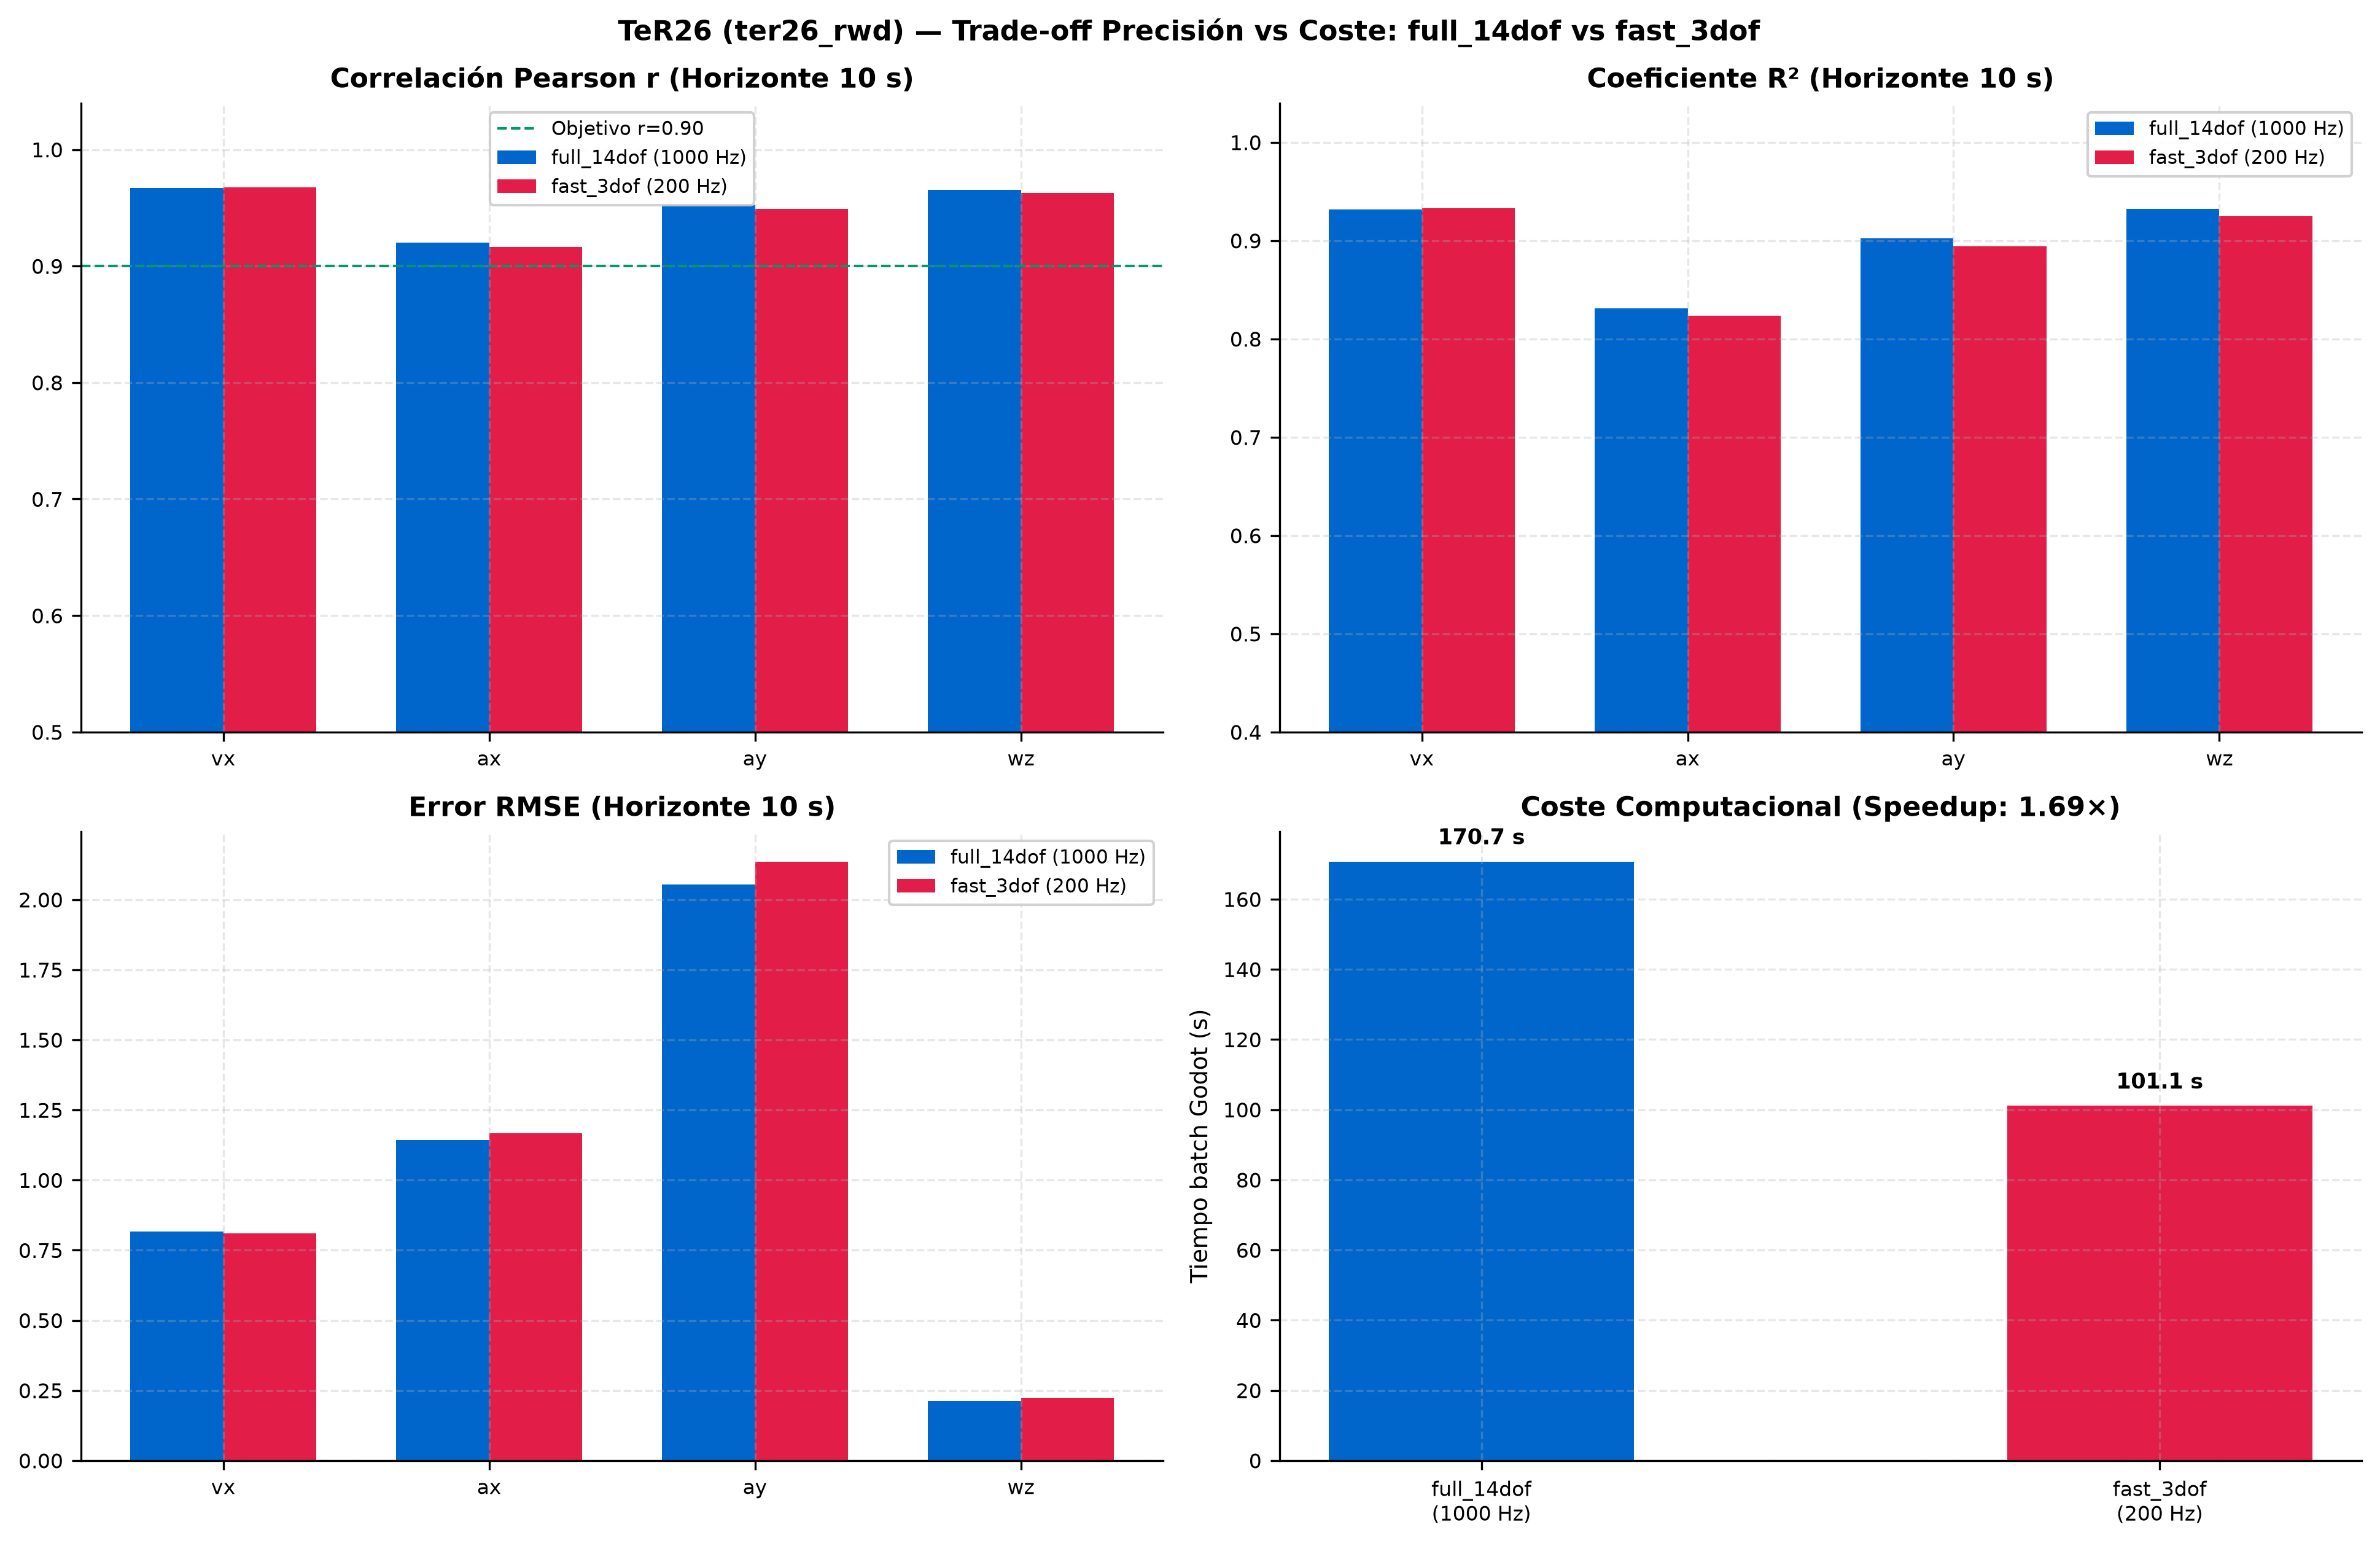 TeR26 (ter26_rwd) — Trade-off Precisión vs Coste: full_14dof vs fast_3dof
Correlación Pearson r (Horizonte 10 s)
Objetivo r=0.90
full_14dof (1000 Hz)
fast_3dof (200 Hz)
1.0
0.9
0.8
0.7
0.6
0.5
vx
ax
ay
wz
Coeficiente R² (Horizonte 10 s)
full_14dof (1000 Hz)
fast_3dof (200 Hz)
1.0
0.9
0.8
0.7
0.6
0.5
0.4
vx
ax
ay
wz
Error RMSE (Horizonte 10 s)
full_14dof (1000 Hz)
fast_3dof (200 Hz)
2.00
1.75
1.50
1.25
1.00
0.75
0.50
0.25
0.00
vx
ax
ay
wz
Coste Computacional (Speedup: 1.69×)
170.7 s
101.1 s
Tiempo batch Godot (s)
160
140
120
100
80
60
40
20
0
full_14dof
(1000 Hz)
fast_3dof
(200 Hz)